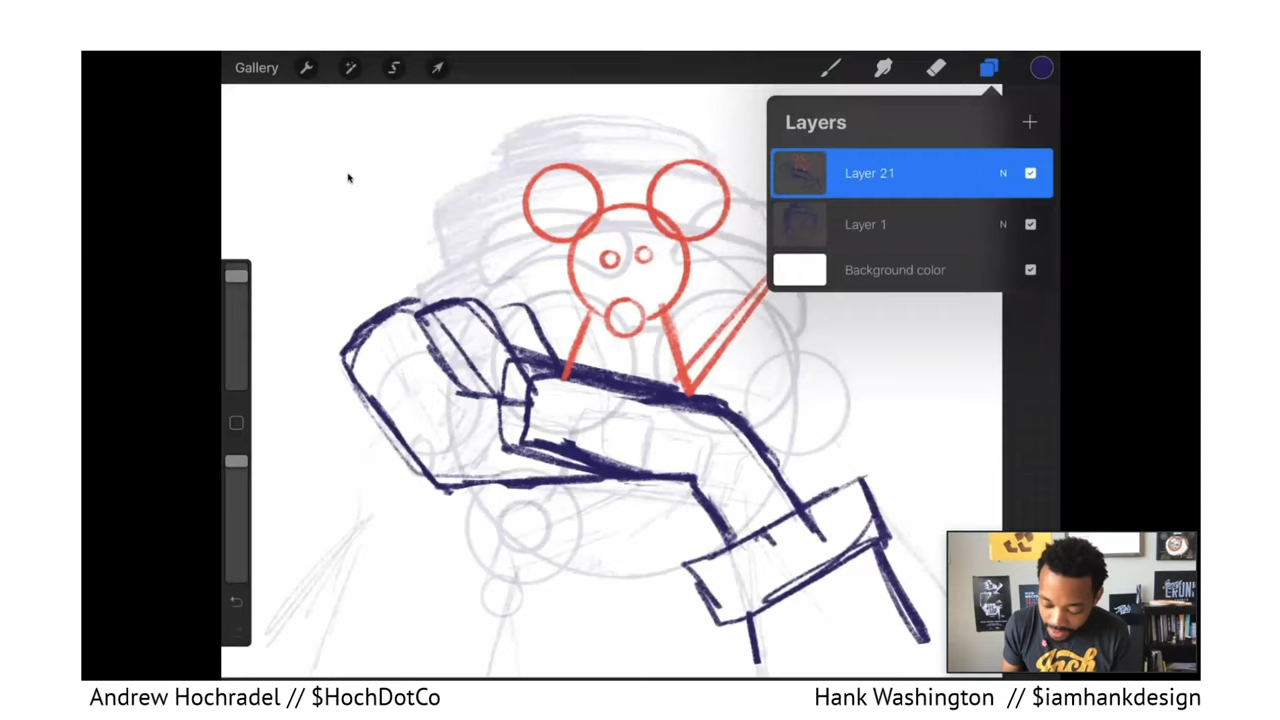 Gallery
Layers
Layer 21 N
Layer 1 N
Background color
Andrew Hochradel // $HochDotCo
Hank Washington // $iamhankdesign